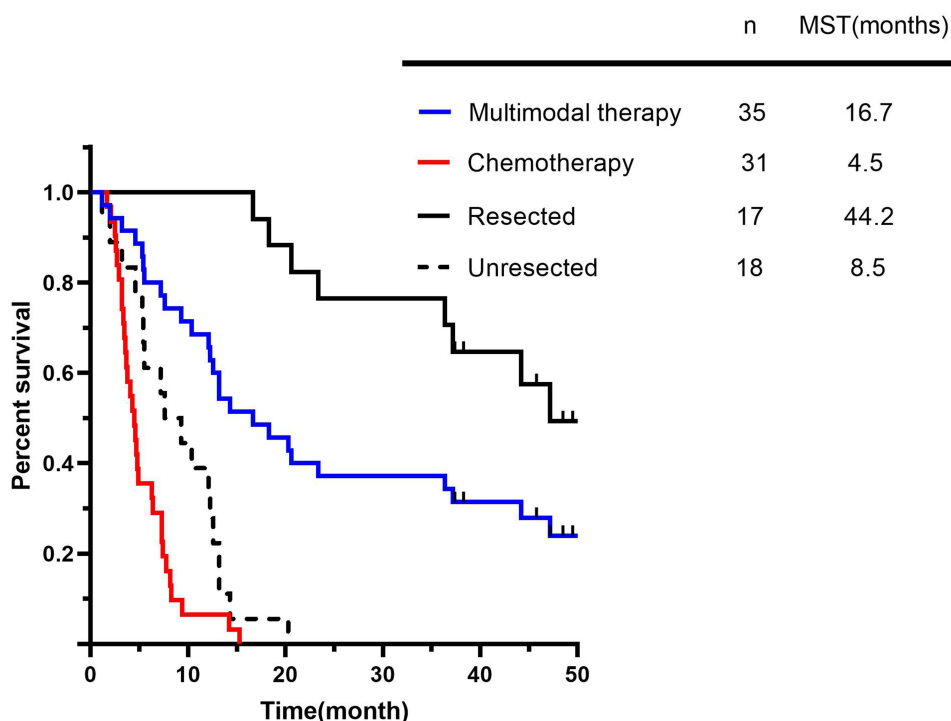 n MST(months)
Multimodal therapy 35 16.7
Chemotherapy 31 4.5
Resected 17 44.2
Unresected 18 8.5
1.0
0.8
0.6
0.4
0.2
Percent survival
0 10 20 30 40 50
Time(month)